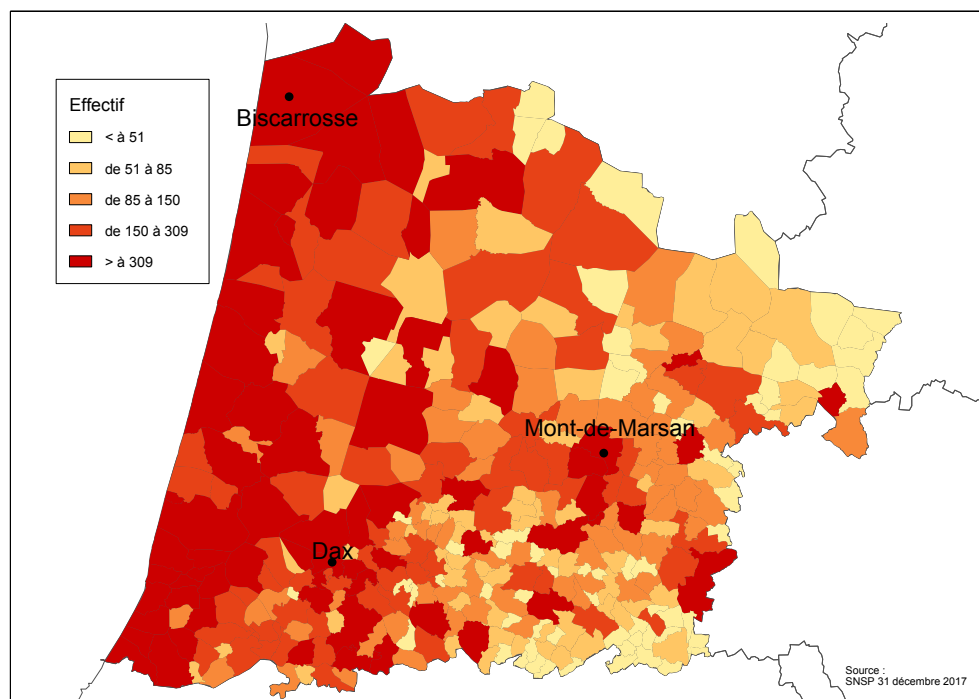 Biscarrosse
Effectif
< à 51
de 51 à 85
de 85 à 150
de 150 à 309
> à 309
Mont-de-Marsan
Dax
Source :
SNSP 31 décembre 2017